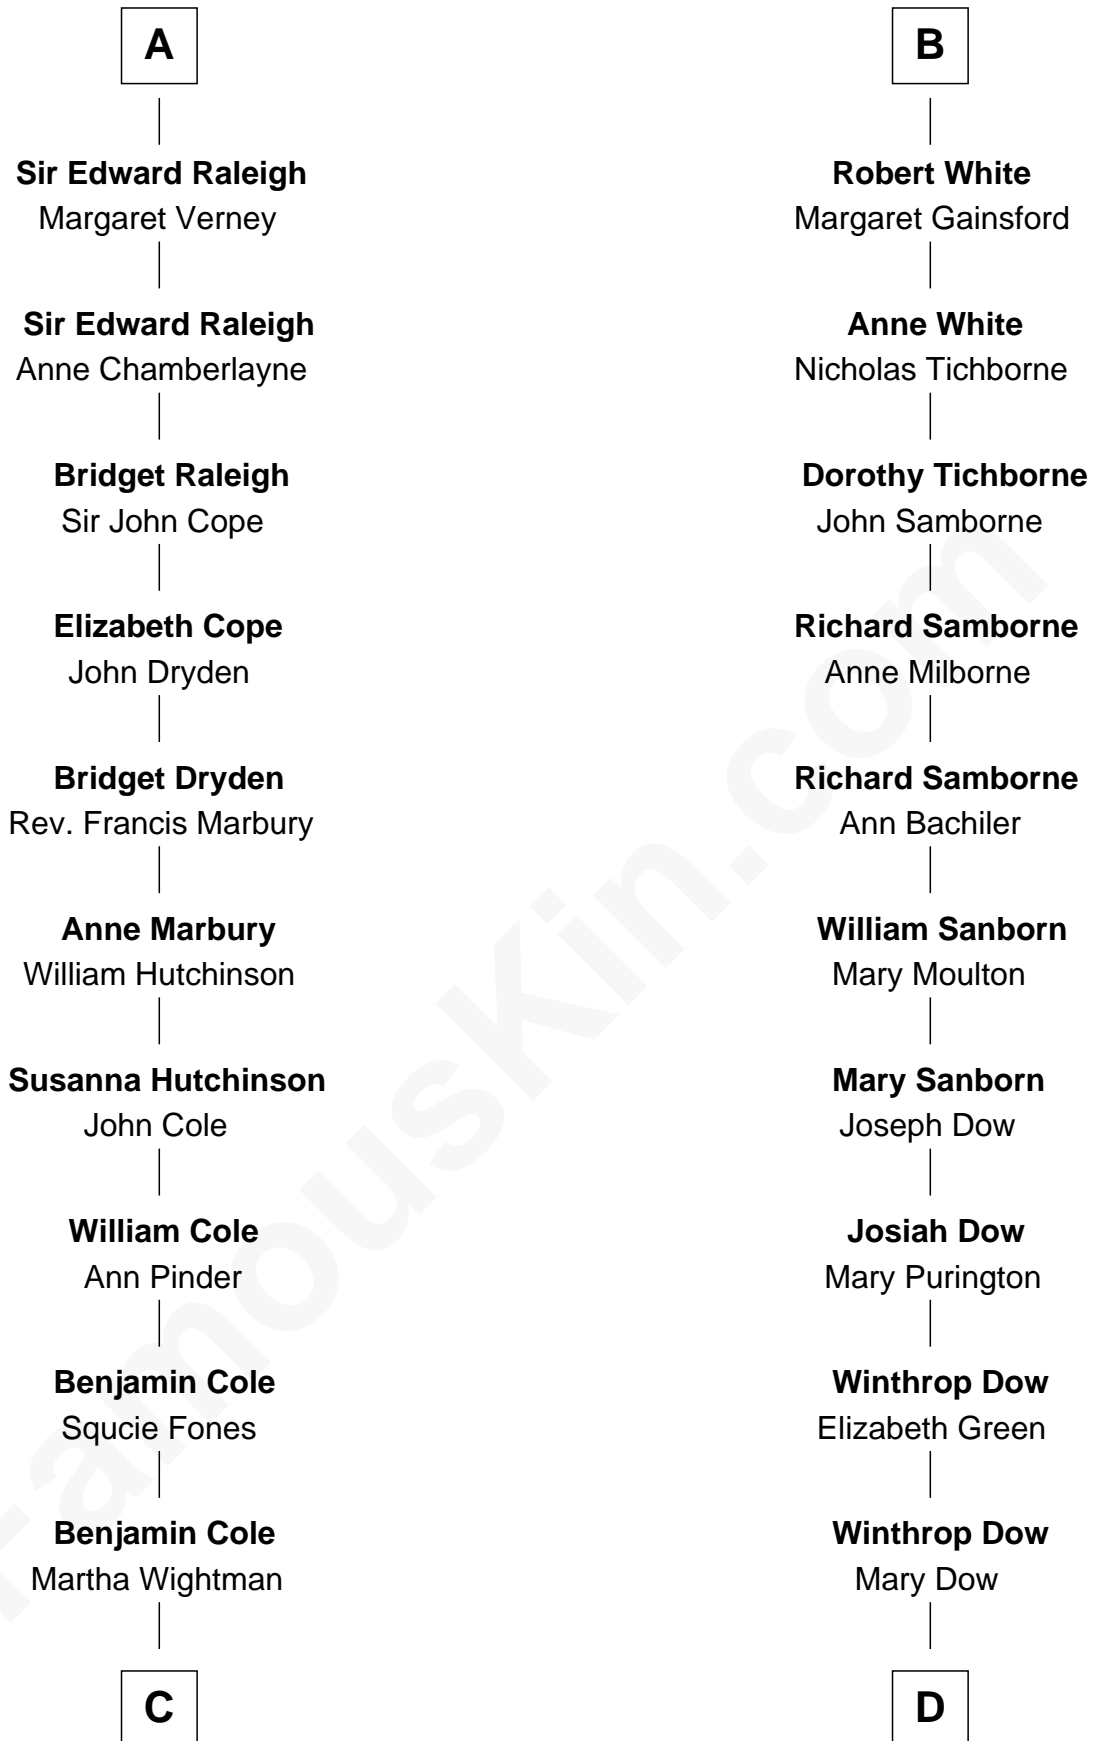 A
Sir Edward Raleigh
Margaret Verney
Sir Edward Raleigh
Anne Chamberlayne
Bridget Raleigh
Sir John Cope
Elizabeth Cope
John Dryden
Bridget Dryden
Rev. Francis Marbury
Anne Marbury
William Hutchinson
Susanna Hutchinson
John Cole
William Cole
Ann Pinder
Benjamin Cole
Squcie Fones
Benjamin Cole
Martha Wightman
C
B
Robert White
Margaret Gainsford
Anne White
Nicholas Tichborne
Dorothy Tichborne
John Samborne
Richard Samborne
Anne Milborne
Richard Samborne
Ann Bachiler
William Sanborn
Mary Moulton
Mary Sanborn
Joseph Dow
Josiah Dow
Mary Purington
Winthrop Dow
Elizabeth Green
Winthrop Dow
Mary Dow
D
FamousKin.com